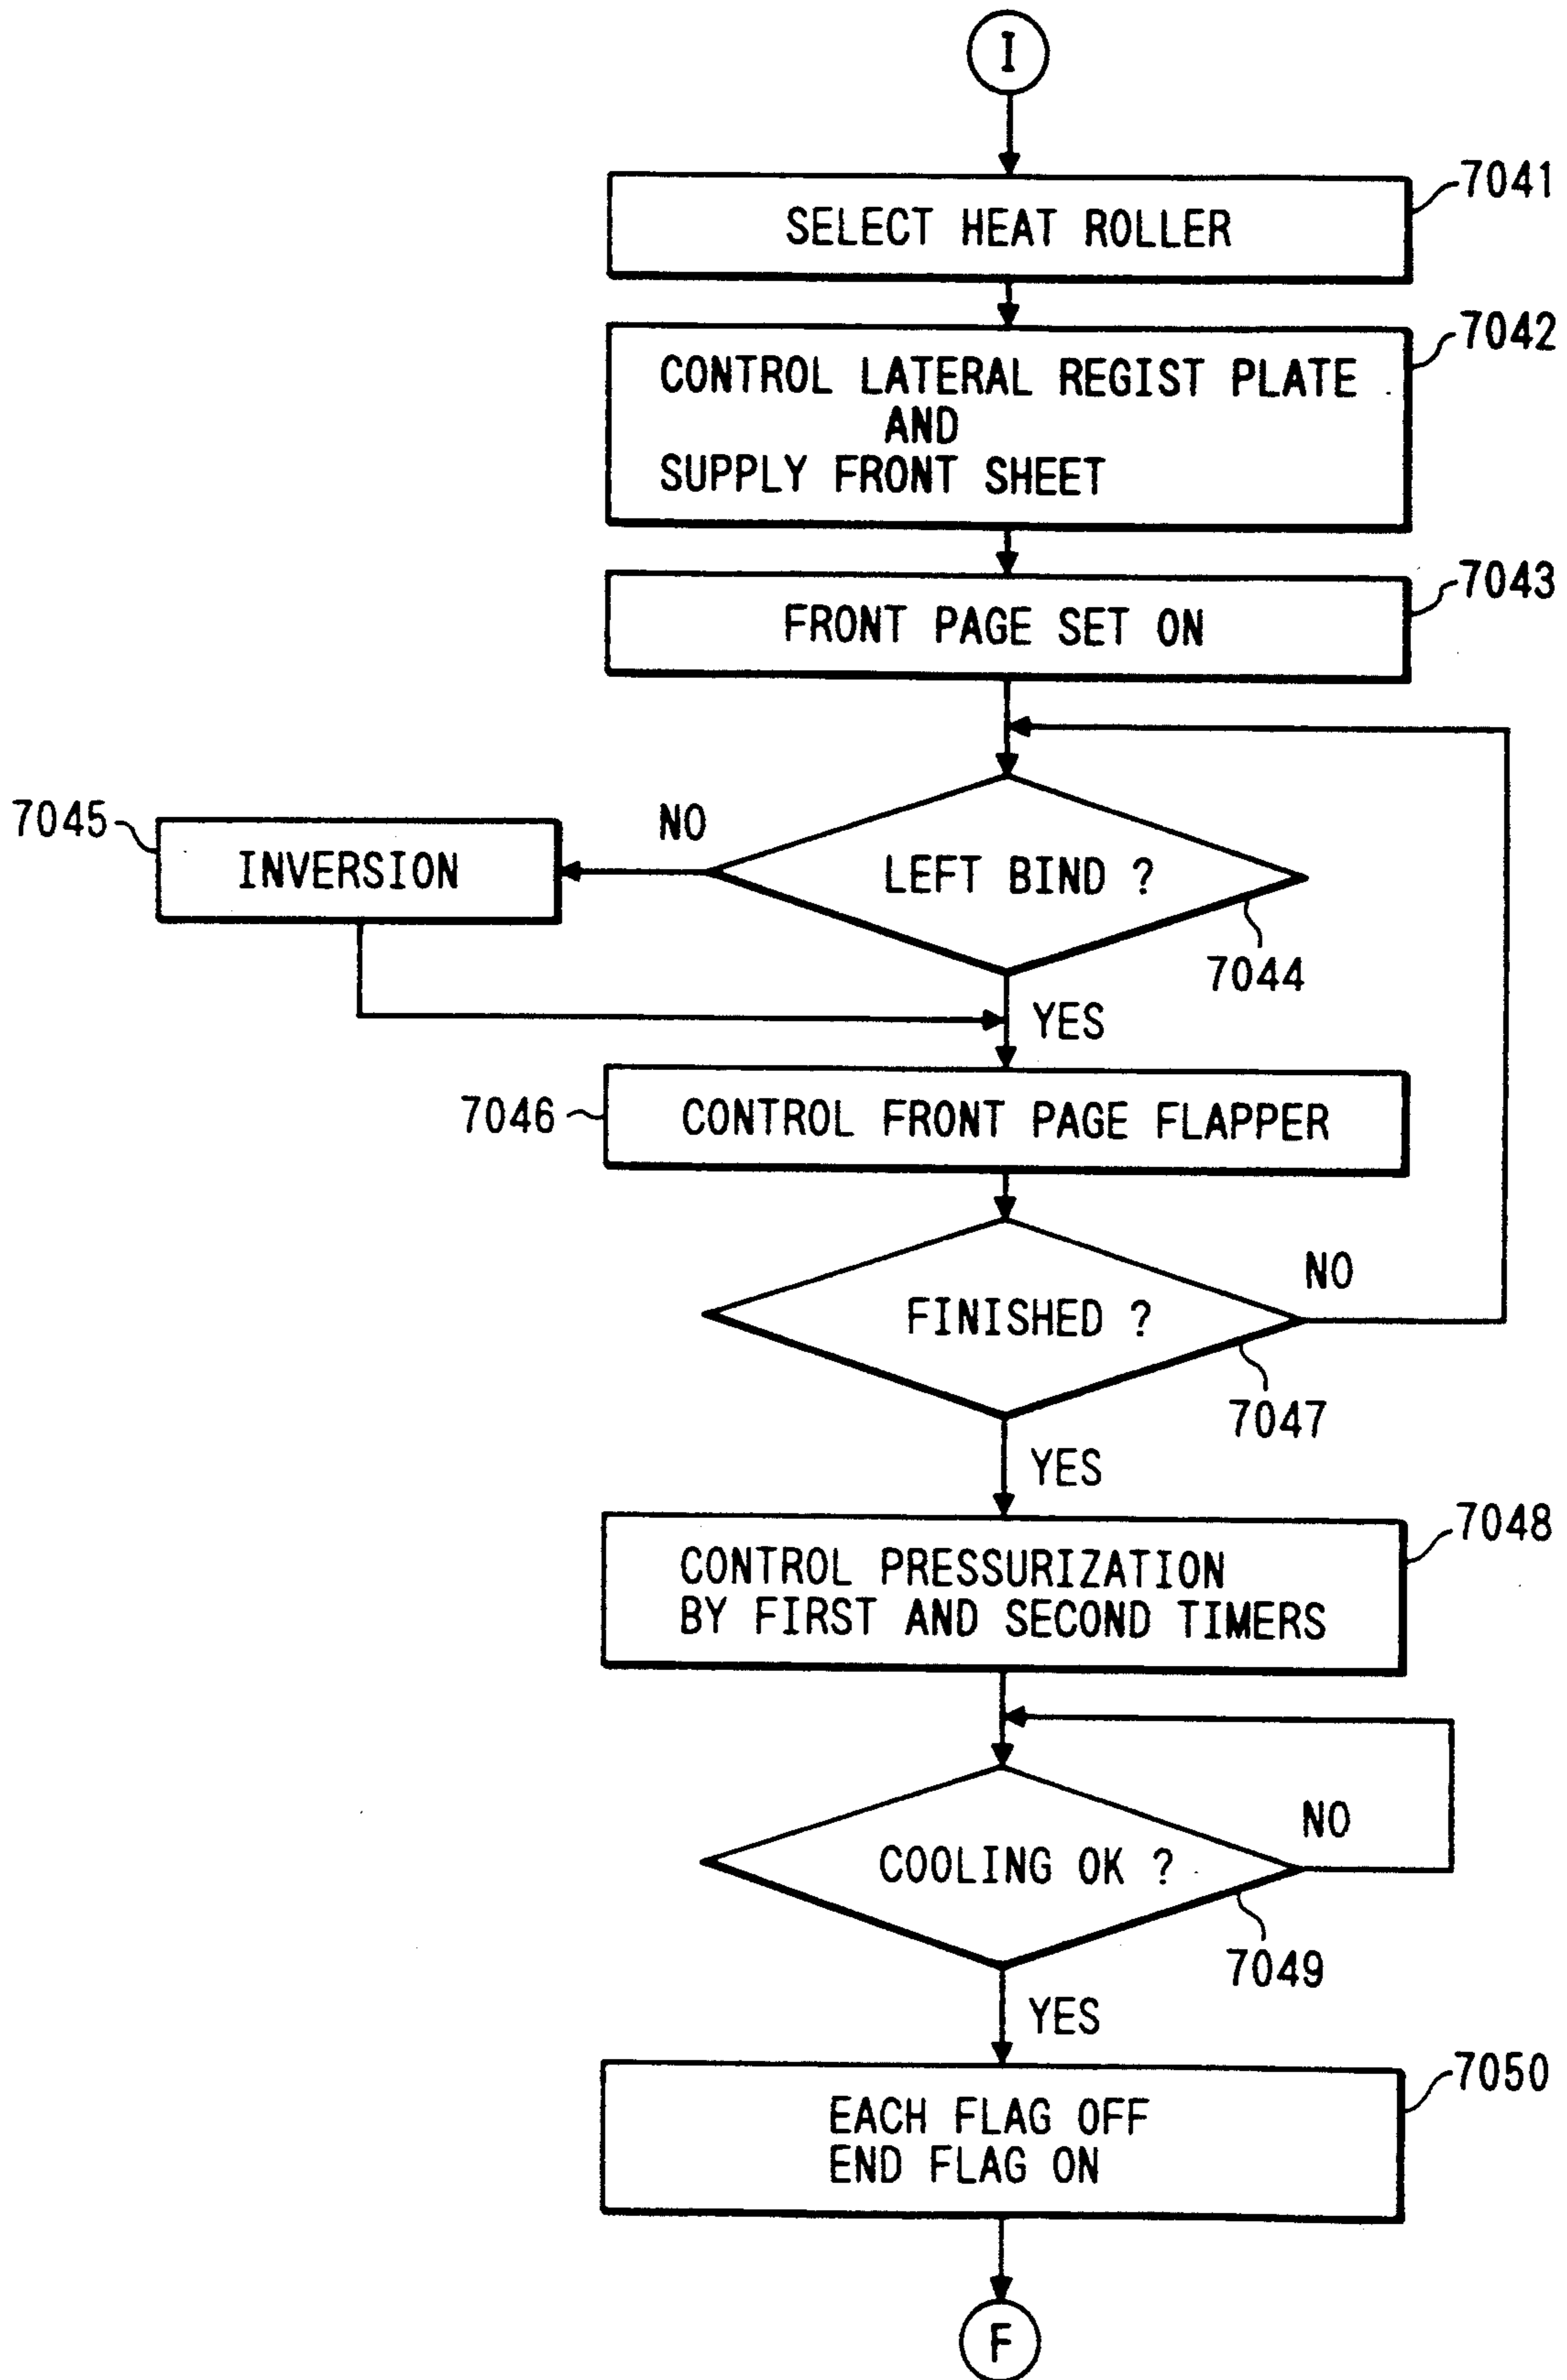 I
7041
SELECT HEAT ROLLER
7042
CONTROL LATERAL REGIST PLATE
AND
SUPPLY FRONT SHEET
7043
FRONT PAGE SET ON
7045
INVERSION
NO
LEFT BIND ?
7044
YES
7046
CONTROL FRONT PAGE FLAPPER
FINISHED ?
NO
7047
YES
7048
CONTROL PRESSURIZATION
BY FIRST AND SECOND TIMERS
COOLING OK ?
NO
7049
YES
7050
EACH FLAG OFF
END FLAG ON
F